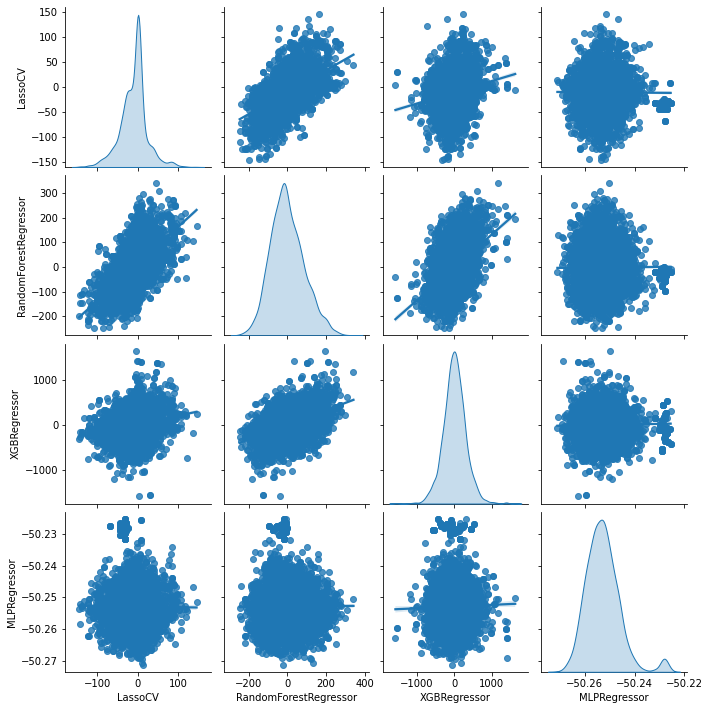 150
100
50
0
−50
−100
−150
LassoCV
300
200
100
0
−100
−200
RandomForestRegressor
1000
0
−1000
XGBRegressor
−50.23
−50.24
−50.25
−50.26
−50.27
MLPRegressor
−100 0 100
LassoCV
−200 0 200 400
RandomForestRegressor
−1000 0 1000
XGBRegressor
−50.26 −50.24 −50.22
MLPRegressor